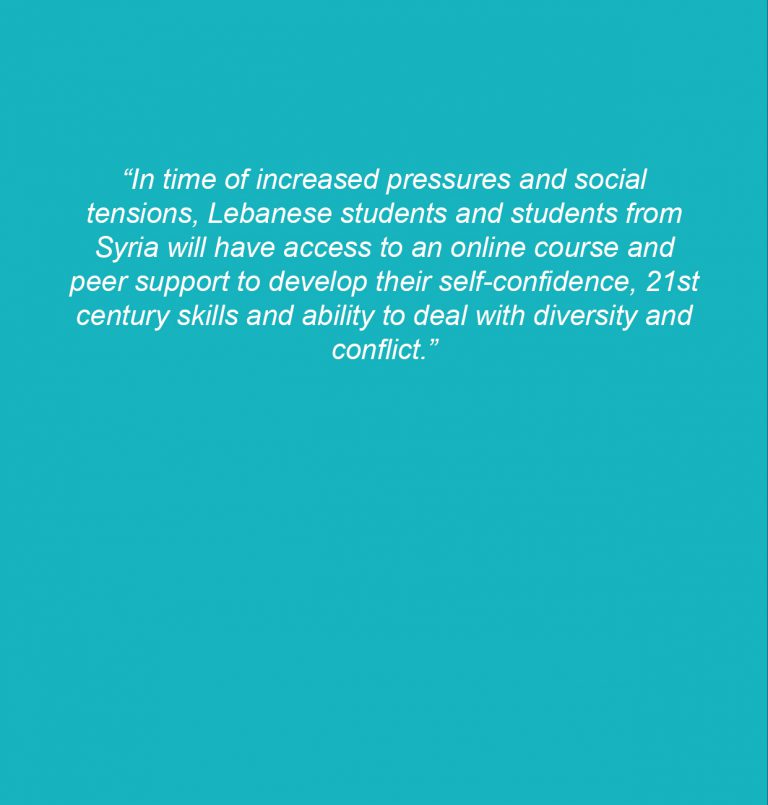 “In time of increased pressures and social
tensions, Lebanese students and students from
Syria will have access to an online course and
peer support to develop their self-confidence, 21st
century skills and ability to deal with diversity and
conflict.”